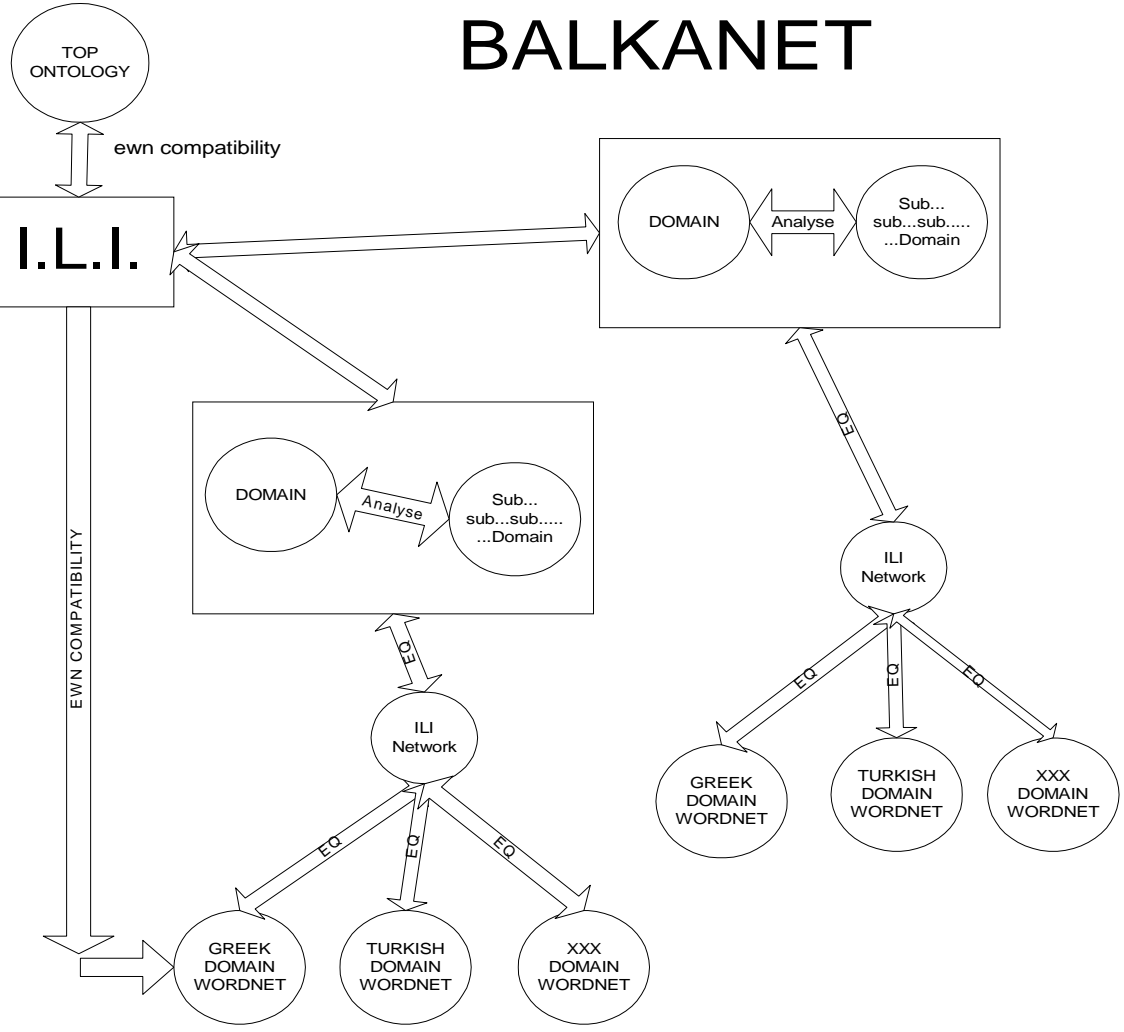 BALKANET
TOP
ONTOLOGY
ewn compatibility
I.L.I.
DOMAIN
Analyse
Sub...
sub...sub.....
...Domain
EQ
ILI
Network
EQ
EQ
EQ
GREEK
DOMAIN
WORDNET
TURKISH
DOMAIN
WORDNET
XXX
DOMAIN
WORDNET
DOMAIN
Analyse
Sub...
sub...sub.....
...Domain
EQ
ILI
Network
EQ
EQ
EQ
EWN COMPATIBILITY
GREEK
DOMAIN
WORDNET
TURKISH
DOMAIN
WORDNET
XXX
DOMAIN
WORDNET